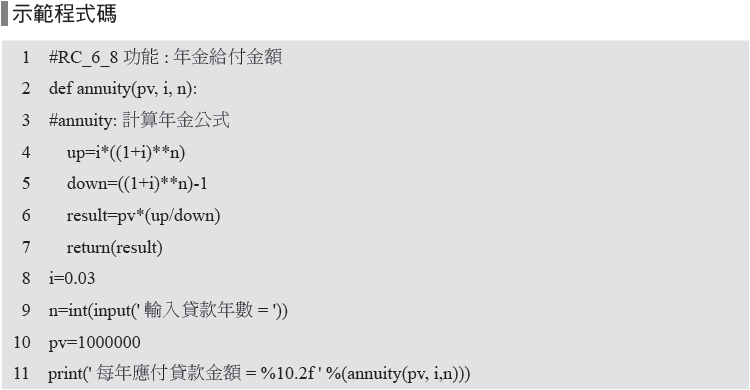 示範程式碼
1 #RC_6_8 功能 : 年金給付金額
2 def annuity(pv, i, n):
3 #annuity: 計算年金公式
4     up=i*((1+i)**n)
5     down=((1+i)**n)-1
6     result=pv*(up/down)
7     return(result)
8 i=0.03
9 n=int(input(' 輸入貸款年數 = '))
10 pv=1000000
11 print(' 每年應付貸款金額 = %10.2f ' %(annuity(pv, i,n)))